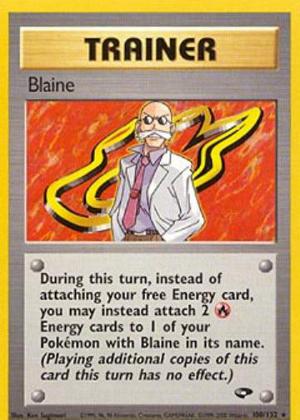 TRAINER
Blaine
During this turn, instead of
attaching your free Energy card,
you may instead attach 2
Energy cards to 1 of your
Pokémon with Blaine in its name.
(Playing additional copies of this
card this turn has no effect.)
Illus. Ken Sugimori
100/132